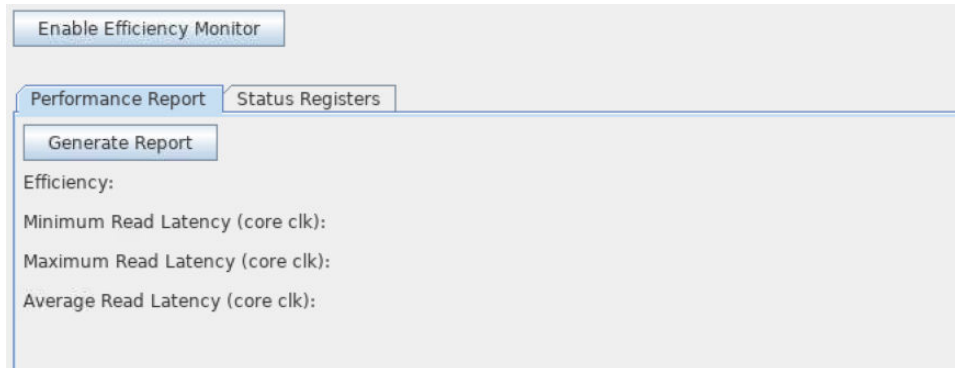 Enable Efficiency Monitor
Performance Report Status Registers
Generate Report
Efficiency:
Minimum Read Latency (core clk):
Maximum Read Latency (core clk):
Average Read Latency (core clk):